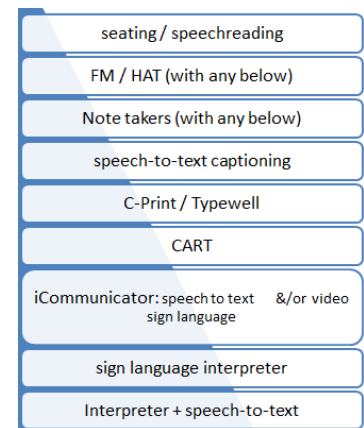 seating / speechreading
FM / HAT (with any below)
Note takers (with any below)
speech-to-text captioning
C-Print / Typewell
CART
iCommunicator: speech to text &/or video
sign language
sign language interpreter
Interpreter + speech-to-text